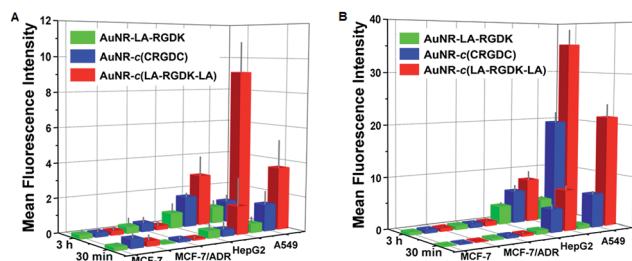 A
Mean Fluorescence Intensity
12
10
8
6
4
2
0
AuNR-LA-RGDK
AuNR-c(CRGDC)
AuNR-c(LA-RGDK-LA)
3 h
30 min
MCF-7
MCF-7/ADR
HepG2
A549
B
Mean Fluorescence Intensity
40
30
20
10
0
AuNR-LA-RGDK
AuNR-c(CRGDC)
AuNR-c(LA-RGDK-LA)
3 h
30 min
MCF-7
MCF-7/ADR
HepG2
A549